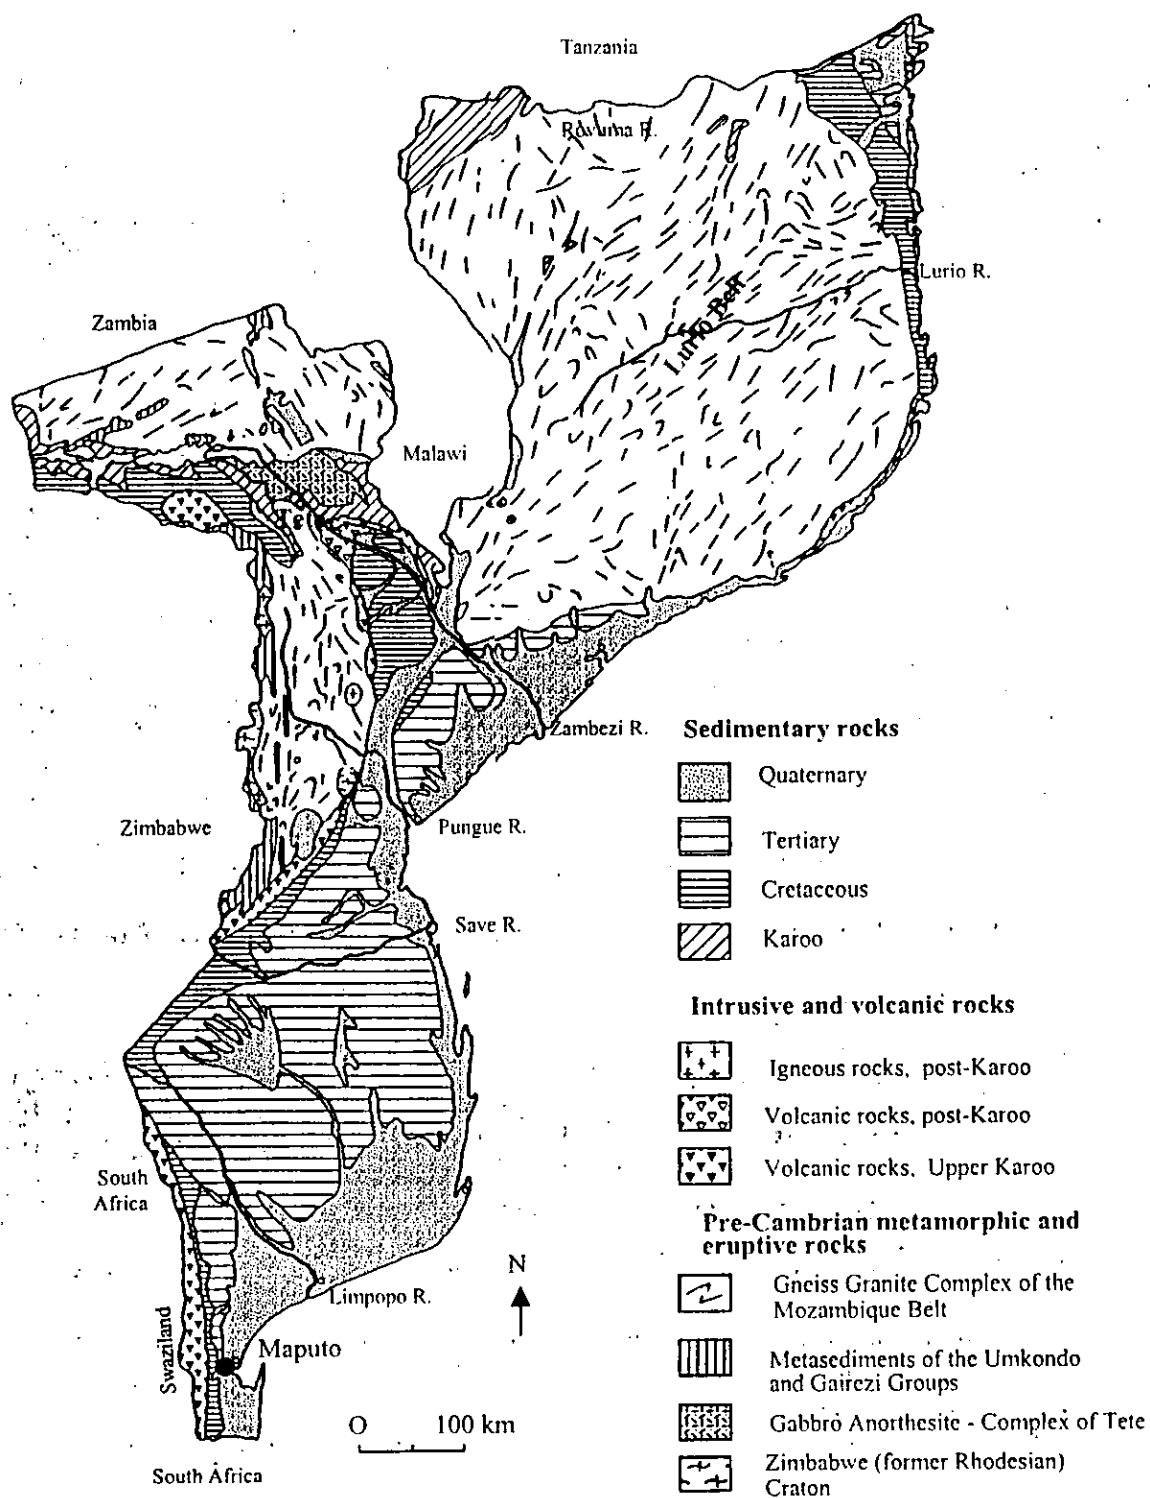 Tanzania
Rovuma R.
Lurio R.
Lurio Belt
Zambia
Malawi
Zambezi R.
Zimbabwe
Pungue R.
Save R.
South
Africa
Limpopo R.
N
Swaziland
Maputo
O 100 km
South Africa
Sedimentary rocks
Quaternary
Tertiary
Cretaceous
Karoo
Intrusive and volcanic rocks
Igneous rocks, post-Karoo
Volcanic rocks, post-Karoo
Volcanic rocks, Upper Karoo
Pre-Cambrian metamorphic and
eruptive rocks
Gneiss Granite Complex of the
Mozambique Belt
Metasediments of the Umkondo
and Gairezi Groups
Gabbro Anorthesite - Complex of Tete
Zimbabwe (former Rhodesian)
Craton